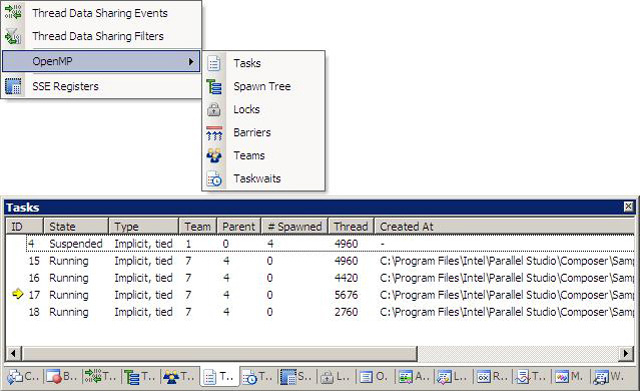 Thread Data Sharing Events
Thread Data Sharing Filters
OpenMP
SSE Registers
Tasks
Spawn Tree
Locks
Barriers
Teams
Taskwaits
Tasks
ID State Type Team Parent # Spawned Thread Created At
4 Suspended Implicit, tied 1 0 4 4960 -
15 Running Implicit, tied 7 4 0 4960 C:\Program Files\Intel\Parallel Studio\Composer\Sam
16 Running Implicit, tied 7 4 0 4420 C:\Program Files\Intel\Parallel Studio\Composer\Sam
17 Running Implicit, tied 7 4 0 5676 C:\Program Files\Intel\Parallel Studio\Composer\Sam
18 Running Implicit, tied 7 4 0 2760 C:\Program Files\Intel\Parallel Studio\Composer\Sam
C.. B.. T.. T.. T.. T.. T.. S.. L.. O.. A.. L.. R.. T.. M. W.